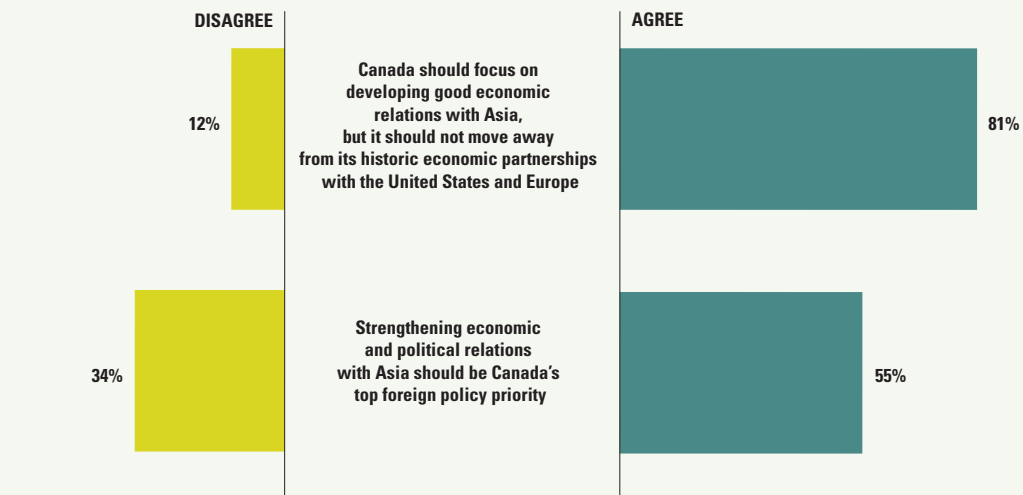 DISAGREE
AGREE
Canada should focus on
developing good economic
relations with Asia,
but it should not move away
from its historic economic partnerships
with the United States and Europe
12%
81%
Strengthening economic
and political relations
with Asia should be Canada’s
top foreign policy priority
34%
55%